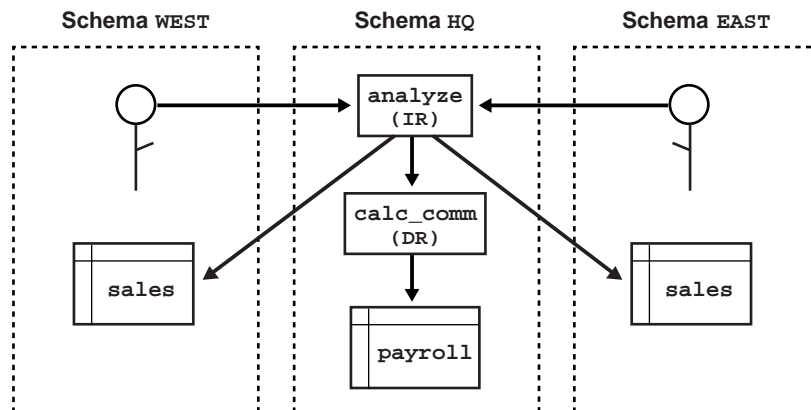 Schema WEST
Schema HQ
Schema EAST
analyze
(IR)
calc_comm
(DR)
sales
sales
payroll